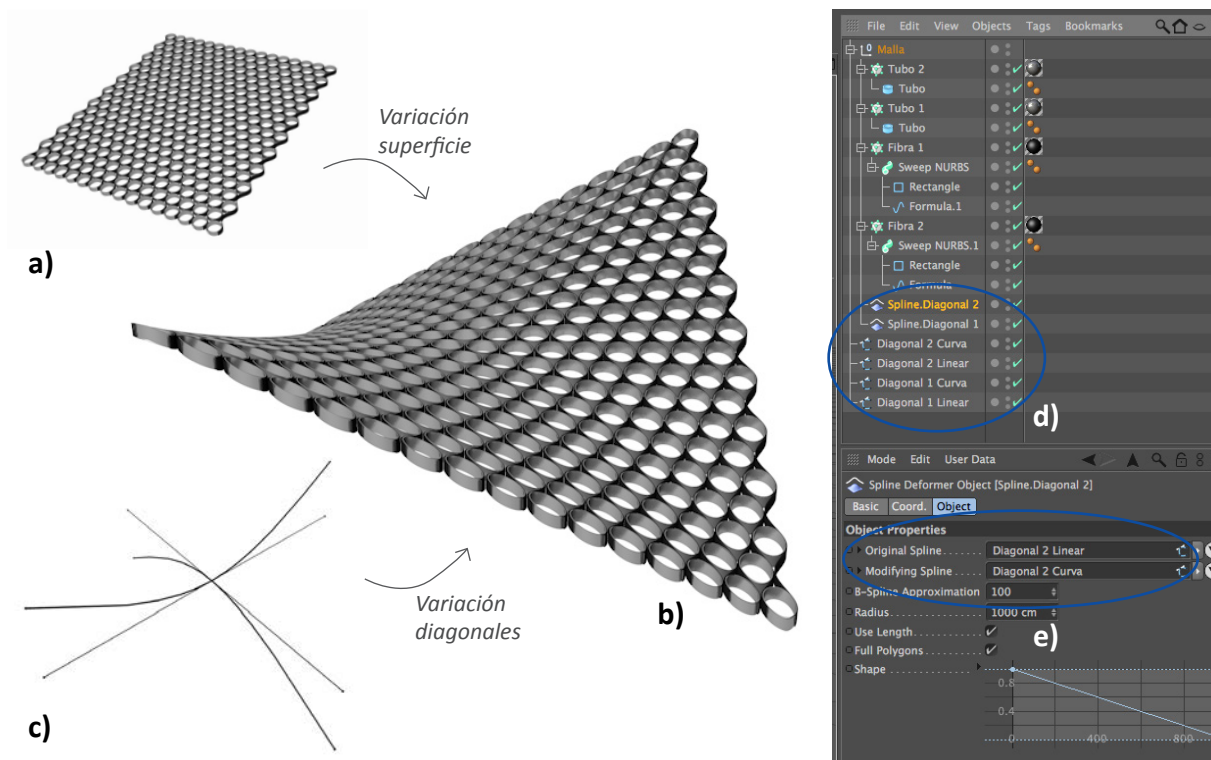 a)
Variación
superficie
b)
Variación
diagonales
c)
File Edit View Objects Tags Bookmarks
Malla
Tubo 2
Tubo
Tubo 1
Tubo
Fibra 1
Sweep NURBS
Rectangle
Formula.1
Fibra 2
Sweep NURBS.1
Rectangle
Formula
Spline.Diagonal 2
Spline.Diagonal 1
Diagonal 2 Curva
Diagonal 2 Linear
Diagonal 1 Curva
Diagonal 1 Linear
d)
Mode Edit User Data
Spline Deformer Object [Spline.Diagonal 2]
Basic Coord. Object
Object Properties
Original Spline . . . . . . . Diagonal 2 Linear
Modifying Spline . . . . . Diagonal 2 Curva
B-Spline Approximation 100
Radius . . . . . . . . . . . . . . . 1000 cm
e)
Use Length . . . . . . . . . . .
Full Polygons . . . . . . . . .
Shape . . . . . . . . . . . .
0.8
0.4
0 400 800